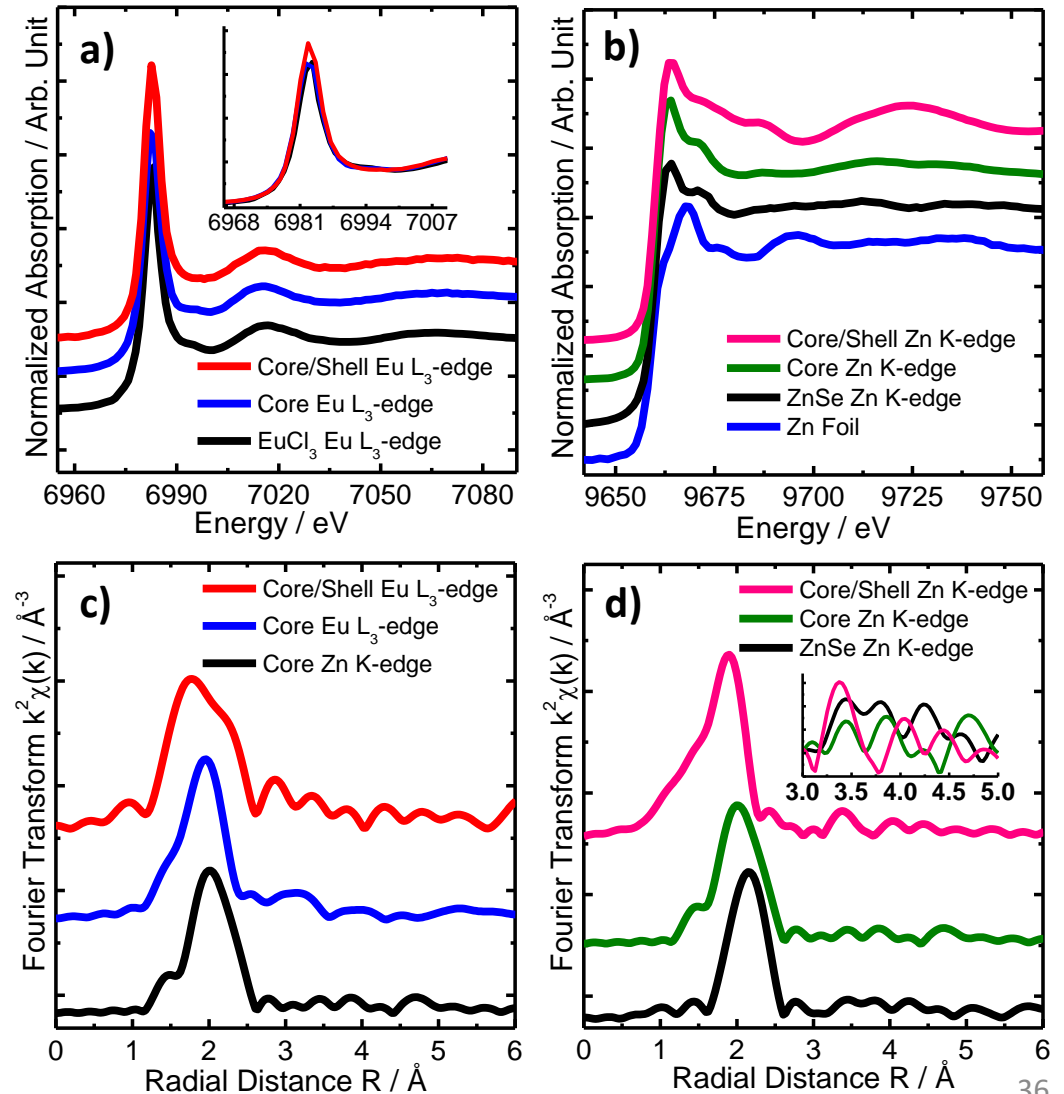 a)
Normalized Absorption / Arb. Unit
6968 6981 6994 7007
Core/Shell Eu L₃-edge
Core Eu L₃-edge
EuCl₃ Eu L₃-edge
6960 6990 7020 7050 7080
Energy / eV
b)
Normalized Absorption / Arb. Unit
Core/Shell Zn K-edge
Core Zn K-edge
ZnSe Zn K-edge
Zn Foil
9650 9675 9700 9725 9750
Energy / eV
c)
Fourier Transform k²χ(k) / Å⁻³
Core/Shell Eu L₃-edge
Core Eu L₃-edge
Core Zn K-edge
0 1 2 3 4 5 6
Radial Distance R / Å
d)
Fourier Transform k²χ(k) / Å⁻³
Core/Shell Zn K-edge
Core Zn K-edge
ZnSe Zn K-edge
3.0 3.5 4.0 4.5 5.0
0 1 2 3 4 5 6
Radial Distance R / Å
36